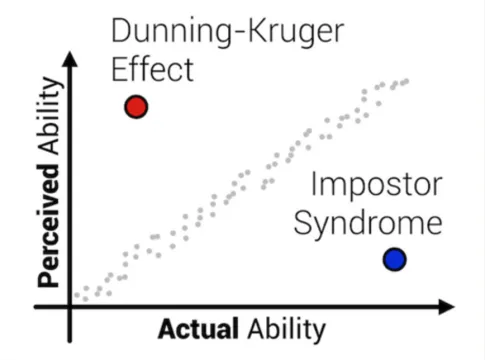 Dunning-Kruger
Effect
Perceived Ability
Impostor
Syndrome
Actual Ability